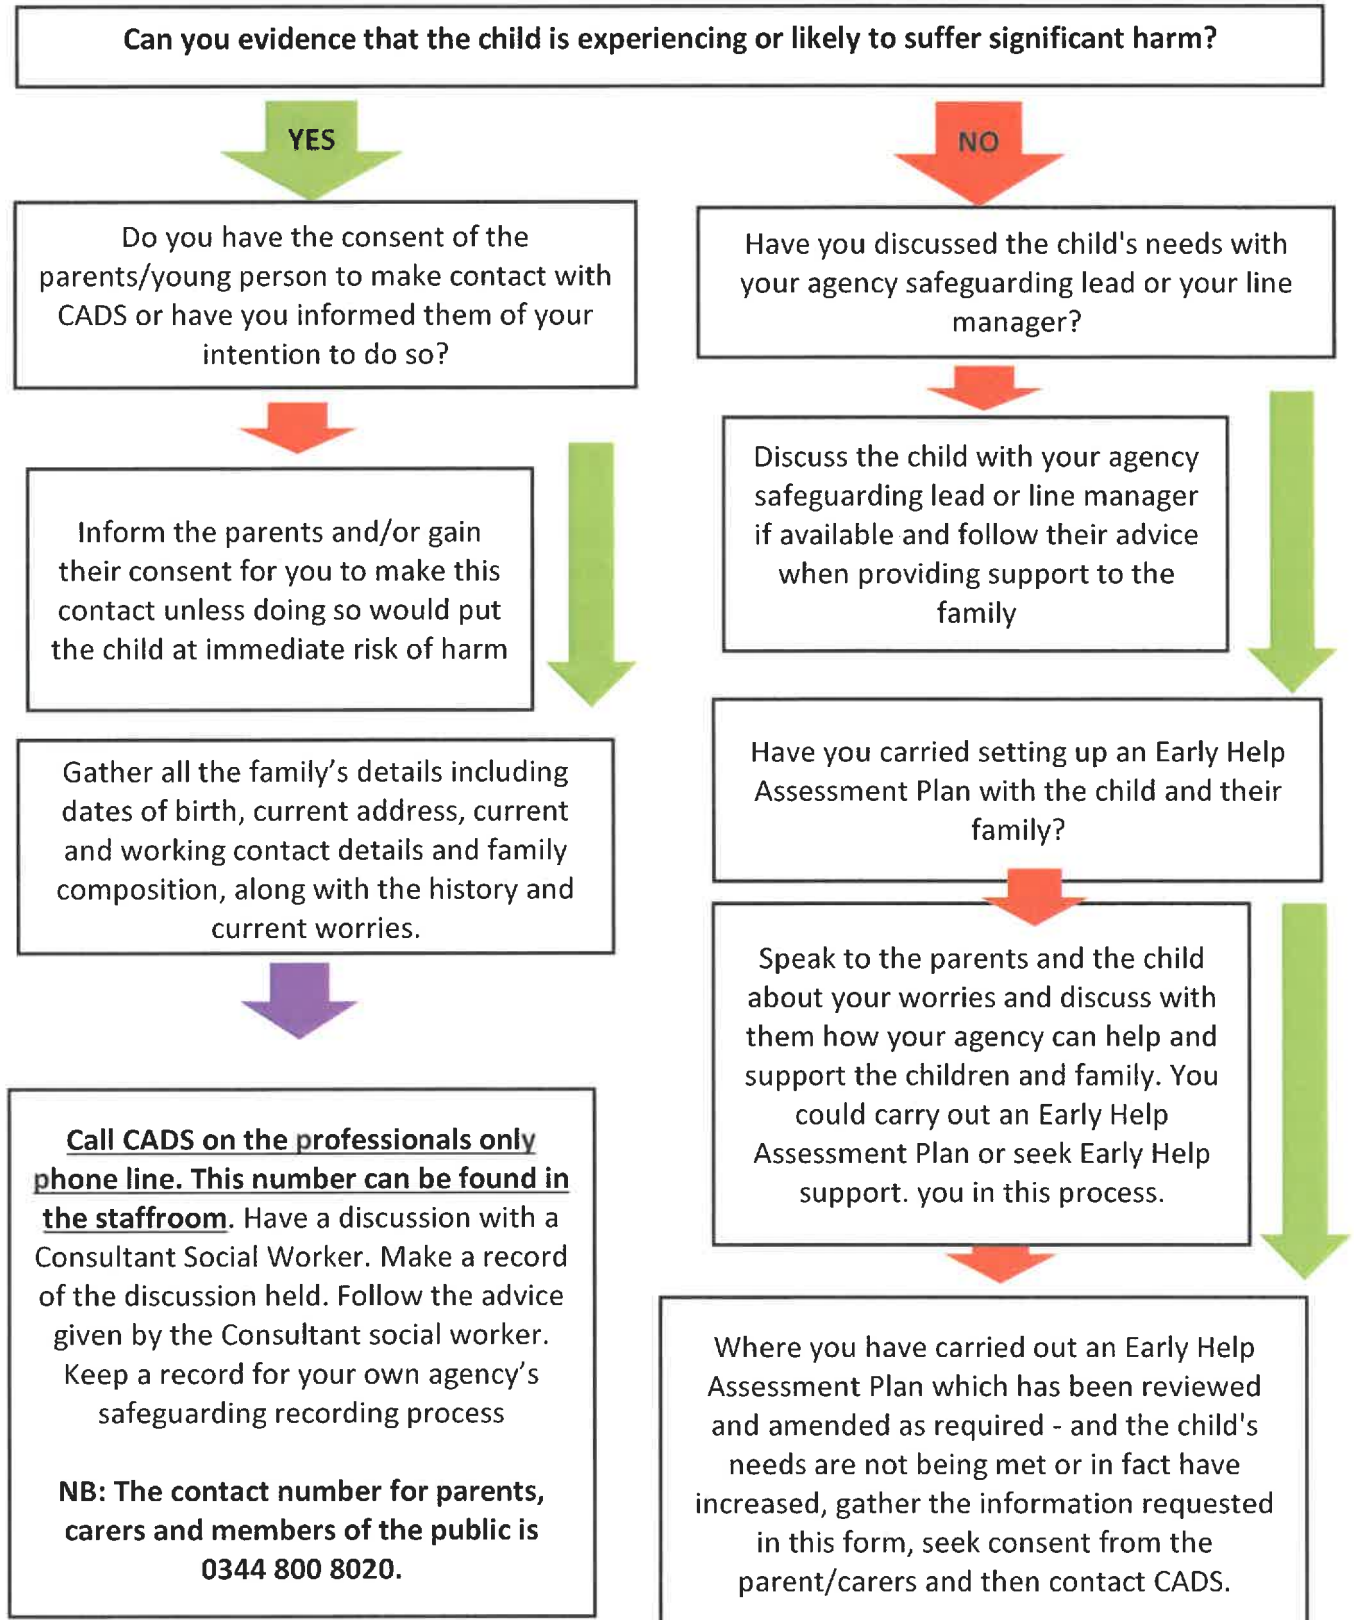 Can you evidence that the child is experiencing or likely to suffer significant harm?
YES
Do you have the consent of the
parents/young person to make contact with
CADS or have you informed them of your
intention to do so?
Inform the parents and/or gain
their consent for you to make this
contact unless doing so would put
the child at immediate risk of harm
Gather all the family's details including
dates of birth, current address, current
and working contact details and family
composition, along with the history and
current worries.
Call CADS on the professionals only
phone line. This number can be found in
the staffroom. Have a discussion with a
Consultant Social Worker. Make a record
of the discussion held. Follow the advice
given by the Consultant social worker.
Keep a record for your own agency's
safeguarding recording process
NB: The contact number for parents,
carers and members of the public is
0344 800 8020.
NO
Have you discussed the child's needs with
your agency safeguarding lead or your line
manager?
Discuss the child with your agency
safeguarding lead or line manager
if available and follow their advice
when providing support to the
family
Have you carried setting up an Early Help
Assessment Plan with the child and their
family?
Speak to the parents and the child
about your worries and discuss with
them how your agency can help and
support the children and family. You
could carry out an Early Help
Assessment Plan or seek Early Help
support. you in this process.
Where you have carried out an Early Help
Assessment Plan which has been reviewed
and amended as required - and the child's
needs are not being met or in fact have
increased, gather the information requested
in this form, seek consent from the
parent/carers and then contact CADS.